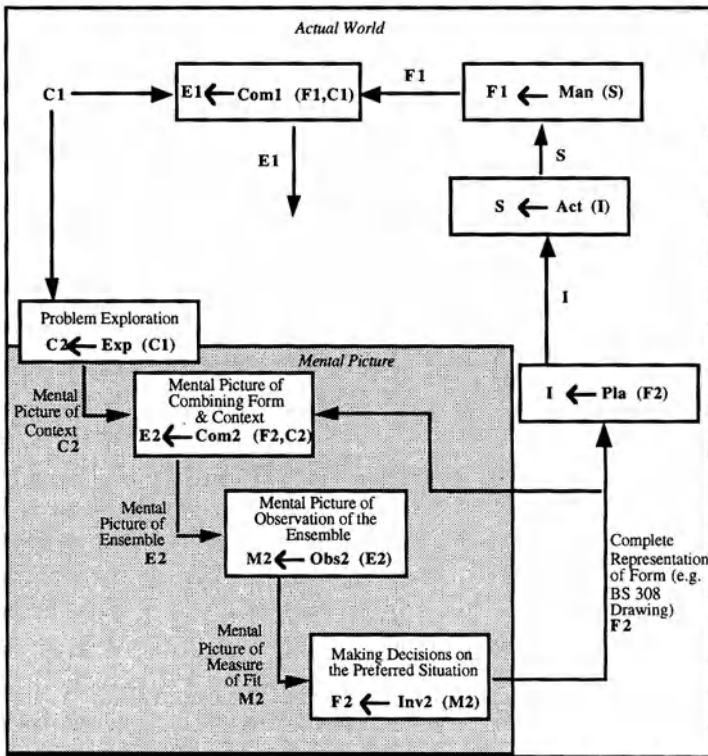 Actual World
F1
C1
E1 ← Com1 (F1,C1)
F1 ← Man (S)
E1
S
S ← Act (I)
I
Problem Exploration
C2 ← Exp (C1)
Mental Picture
Mental
Picture of
Context
C2
Mental Picture of
Combining Form
& Context
E2 ← Com2 (F2,C2)
I ← Pla (F2)
Mental
Picture of
Ensemble
E2
Mental Picture of
Observation of the
Ensemble
M2 ← Obs2 (E2)
Complete
Representation
of Form (e.g.
BS 308
Drawing)
F2
Mental
Picture of
Measure
of Fit
M2
Making Decisions on
the Preferred Situation
F2 ← Inv2 (M2)